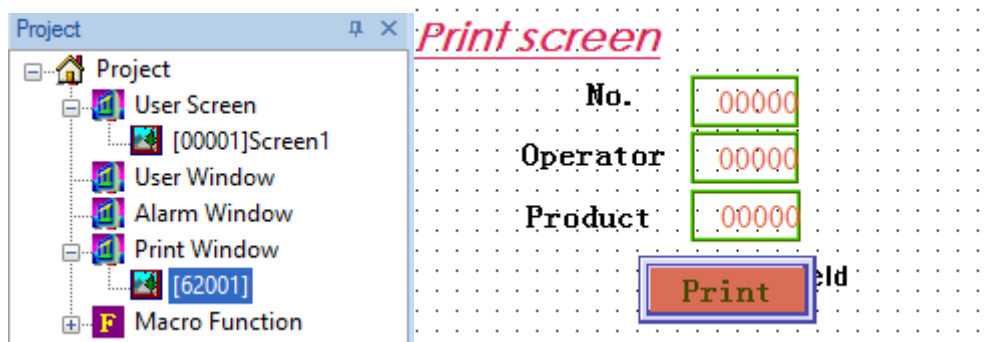 Project
Project
User Screen
[00001]Screen1
User Window
Alarm Window
Print Window
[62001]
F Macro Function
Print screen
No. 00000
Operator 00000
Product 00000
Print